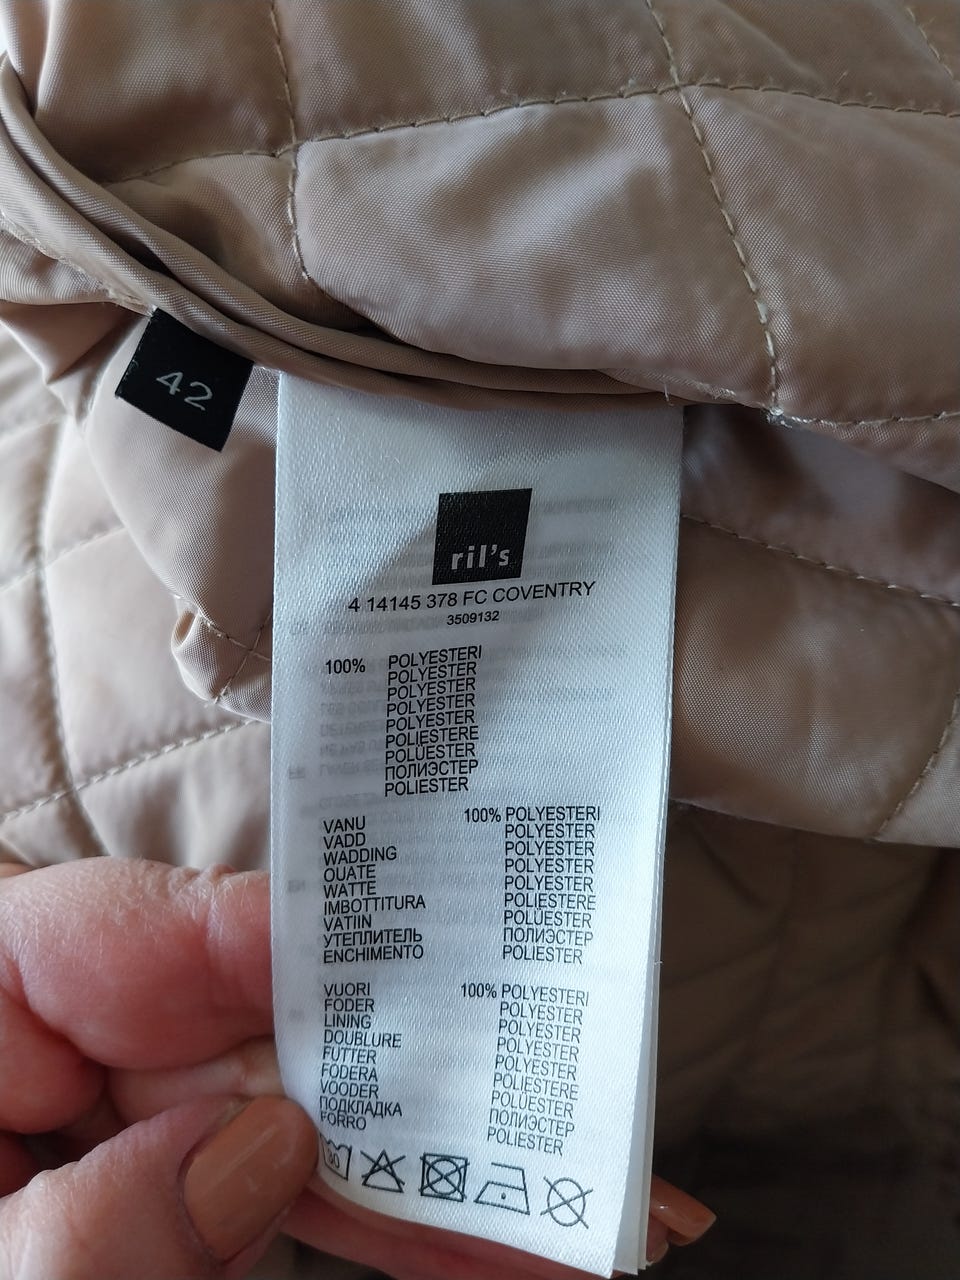 42
ril's
4 14145 378 FC COVENTRY
3509132
100% POLYESTERI
POLYESTER
POLYESTER
POLYESTER
POLYESTER
POLIESTERE
POLÜESTER
ПОЛИЭСТЕР
POLIESTER
VANU 100% POLYESTERI
VADD POLYESTER
WADDING POLYESTER
OUATE POLYESTER
WATTE POLYESTER
IMBOTTITURA POLIESTERE
VATIIN POLÜESTER
УТЕПЛИТЕЛЬ ПОЛИЭСТЕР
ENCHIMENTO POLIESTER
VUORI 100% POLYESTERI
FODER POLYESTER
LINING POLYESTER
DOUBLURE POLYESTER
FUTTER POLYESTER
FODERA POLIESTERE
VOODER POLÜESTER
ПОДКЛАДКА ПОЛИЭСТЕР
FORRO POLIESTER
30